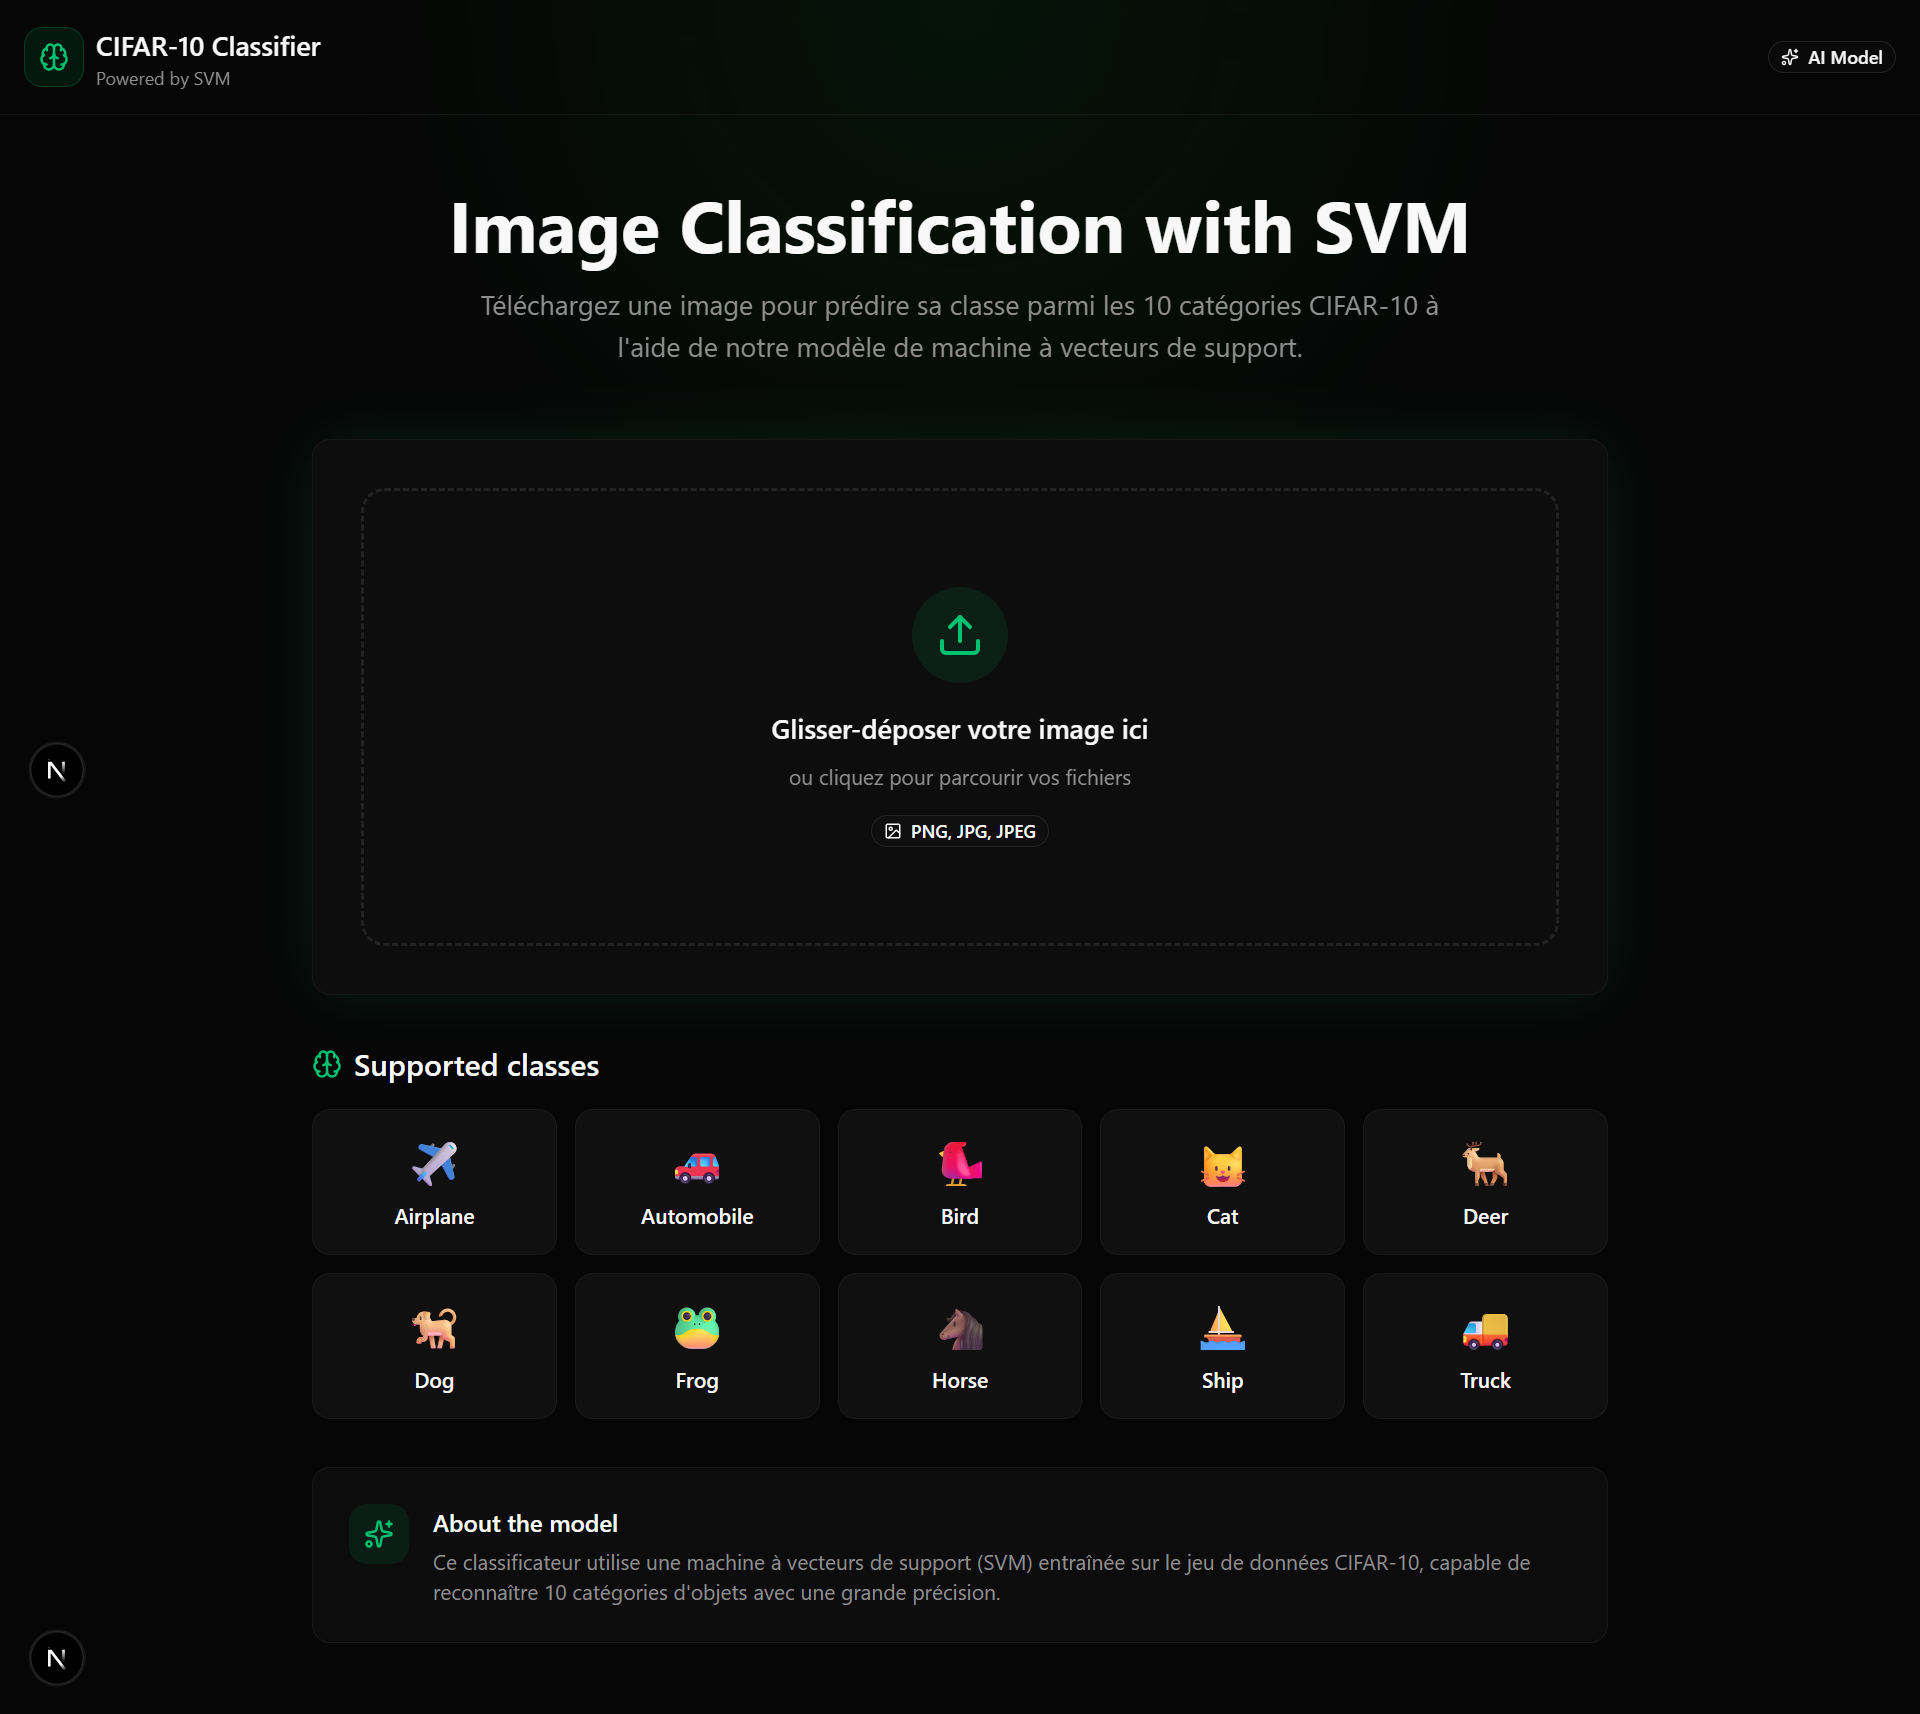 CIFAR-10 Classifier
Powered by SVM
AI Model
Image Classification with SVM
Téléchargez une image pour prédire sa classe parmi les 10 catégories CIFAR-10 à
l'aide de notre modèle de machine à vecteurs de support.
Glisser-déposer votre image ici
ou cliquez pour parcourir vos fichiers
PNG, JPG, JPEG
N
Supported classes
Airplane
Automobile
Bird
Cat
Deer
Dog
Frog
Horse
Ship
Truck
About the model
Ce classificateur utilise une machine à vecteurs de support (SVM) entraînée sur le jeu de données CIFAR-10, capable de
reconnaître 10 catégories d'objets avec une grande précision.
N